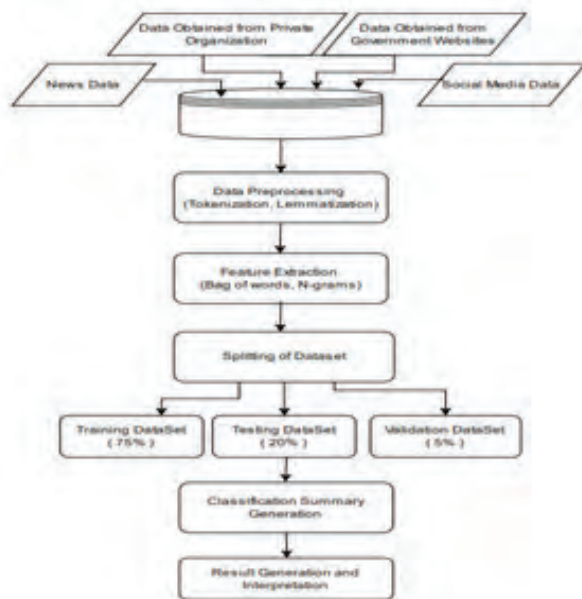 Data Obtained from Private
Organization
Data Obtained from
Government Websites
News Data
Social Media Data
Data Preprocessing
(Tokenization, Lemmatization)
Feature Extraction
(Bag of words, N-grams)
Splitting of Dataset
Training DataSet
( 75% )
Testing DataSet
( 20% )
Validation DataSet
( 5% )
Classification Summary
Generation
Result Generation and
Interpretation